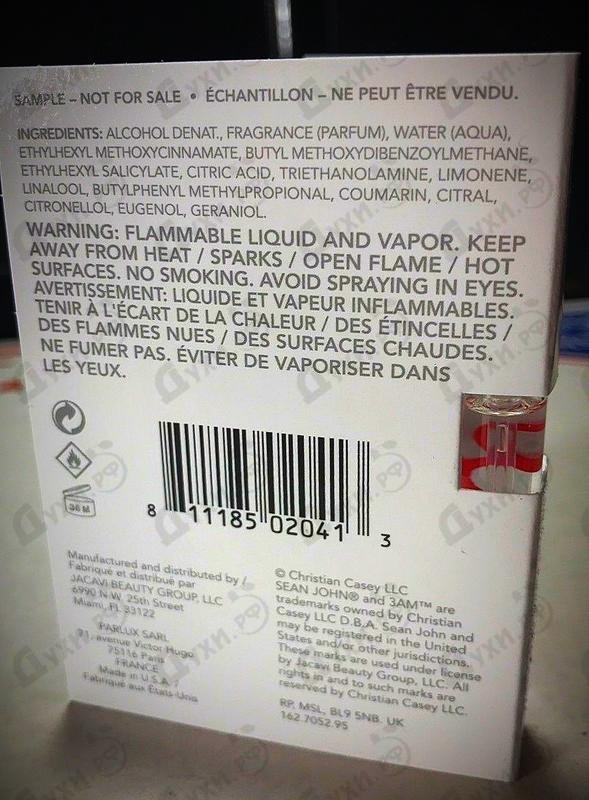 SAMPLE – NOT FOR SALE • ÉCHANTILLON – NE PEUT ÊTRE VENDU.
INGREDIENTS: ALCOHOL DENAT., FRAGRANCE (PARFUM), WATER (AQUA),
ETHYLHEXYL METHOXYCINNAMATE, BUTYL METHOXYDIBENZOYLMETHANE,
ETHYLHEXYL SALICYLATE, CITRIC ACID, TRIETHANOLAMINE, LIMONENE,
LINALOOL, BUTYLPHENYL METHYLPROPIONAL, COUMARIN, CITRAL,
CITRONELLOL, EUGENOL, GERANIOL.
WARNING: FLAMMABLE LIQUID AND VAPOR. KEEP
AWAY FROM HEAT / SPARKS / OPEN FLAME / HOT
SURFACES. NO SMOKING. AVOID SPRAYING IN EYES.
AVERTISSEMENT: LIQUIDE ET VAPEUR INFLAMMABLES.
TENIR À L'ÉCART DE LA CHALEUR / DES ÉTINCELLES /
DES FLAMMES NUES / DES SURFACES CHAUDES.
NE FUMER PAS. ÉVITER DE VAPORISER DANS
LES YEUX.
36 M
8 11185 02041 3
Manufactured and distributed by /
Fabriqué et distribué par
JACAVI BEAUTY GROUP, LLC
6990 N.W. 25th Street
Miami, FL 33122
PARLUX SARL
71, avenue Victor Hugo
75116 Paris
FRANCE
Made in U.S.A. /
Fabriqué aux États-Unis
© Christian Casey LLC
SEAN JOHN® and 3AM™ are
trademarks owned by Christian
Casey LLC D.B.A. Sean John and
may be registered in the United
States and/or other jurisdictions.
These marks are used under license
by Jacavi Beauty Group, LLC. All
rights in and to such marks are
reserved by Christian Casey LLC.
RP, MSL, BL9 5NB. UK
162.7052.95
Духи.рф